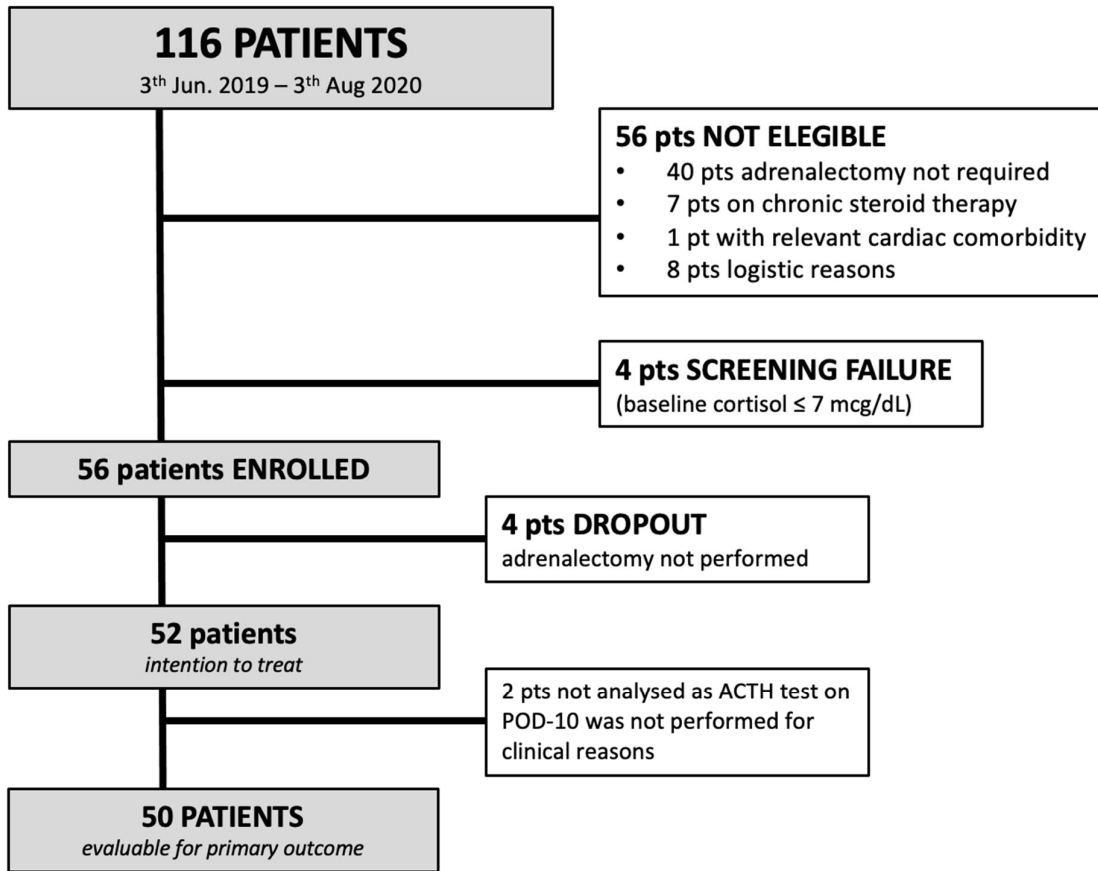 116 PATIENTS
3th Jun. 2019 – 3th Aug 2020
56 pts NOT ELEGIBLE
• 40 pts adrenalectomy not required
• 7 pts on chronic steroid therapy
• 1 pt with relevant cardiac comorbidity
• 8 pts logistic reasons
4 pts SCREENING FAILURE
(baseline cortisol ≤ 7 mcg/dL)
56 patients ENROLLED
4 pts DROPOUT
adrenalectomy not performed
52 patients
intention to treat
2 pts not analysed as ACTH test on
POD-10 was not performed for
clinical reasons
50 PATIENTS
evaluable for primary outcome